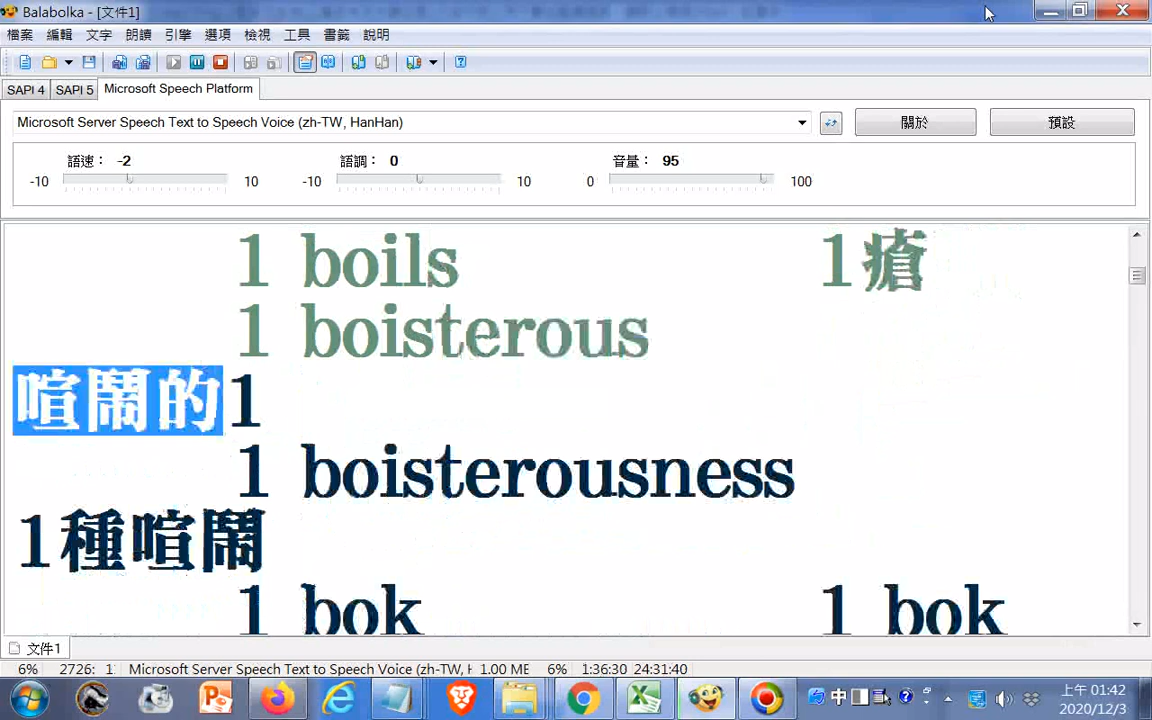 Balabolka - [文件1]
檔案 編輯 文字 朗讀 引擎 選項 檢視 工具 書籤 說明
SAPI 4 SAPI 5 Microsoft Speech Platform
Microsoft Server Speech Text to Speech Voice (zh-TW, HanHan) 關於 預設
語速： -2 語調： 0 音量： 95
-10 10 -10 10 0 100
1 boils 1瘡
1 boisterous
喧鬧的1
1 boisterousness
1種喧鬧
1 bok 1 bok
文件1
6% 2726: Microsoft Server Speech Text to Speech Voice (zh-TW, 1.00 ME 6% 1:36:30 24:31:40
中 上午 01:42
2020/12/3